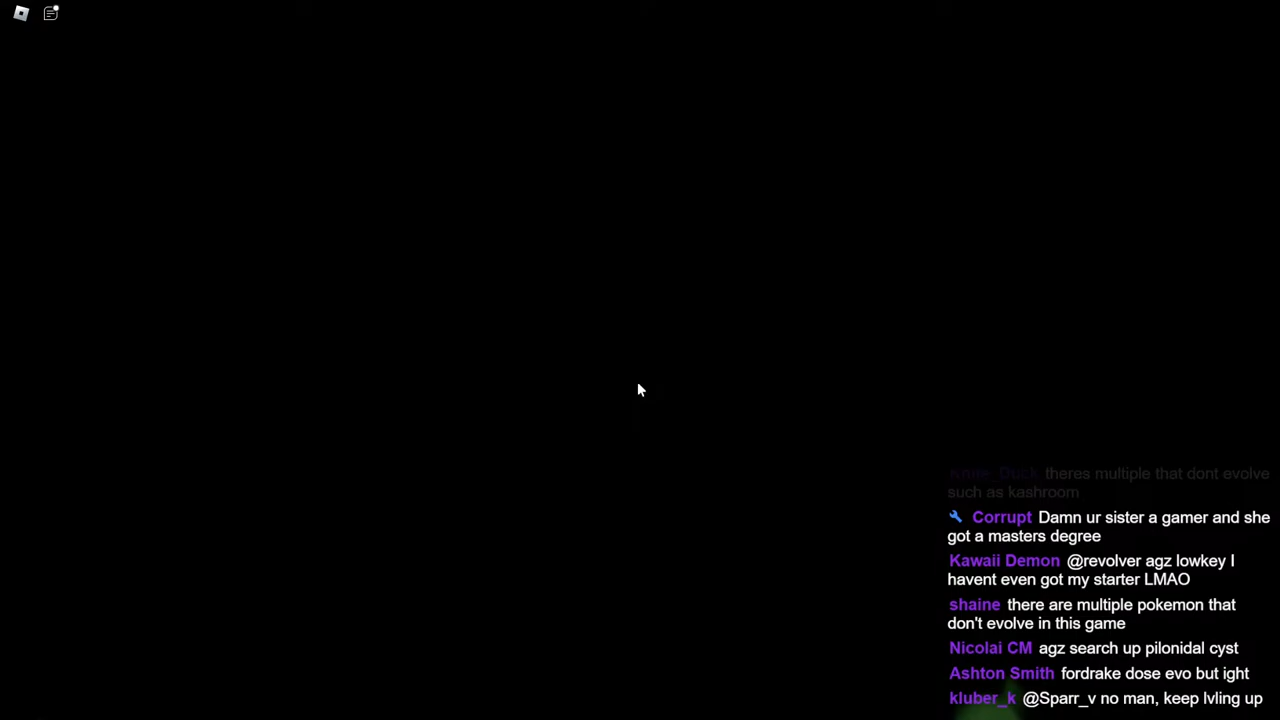 Knife_Duck theres multiple that dont evolve
such as kashroom
Corrupt Damn ur sister a gamer and she
got a masters degree
Kawaii Demon @revolver agz lowkey I
havent even got my starter LMAO
shaine there are multiple pokemon that
don't evolve in this game
Nicolai CM agz search up pilonidal cyst
Ashton Smith fordrake dose evo but ight
kluber_k @Sparr_v no man, keep lvling up